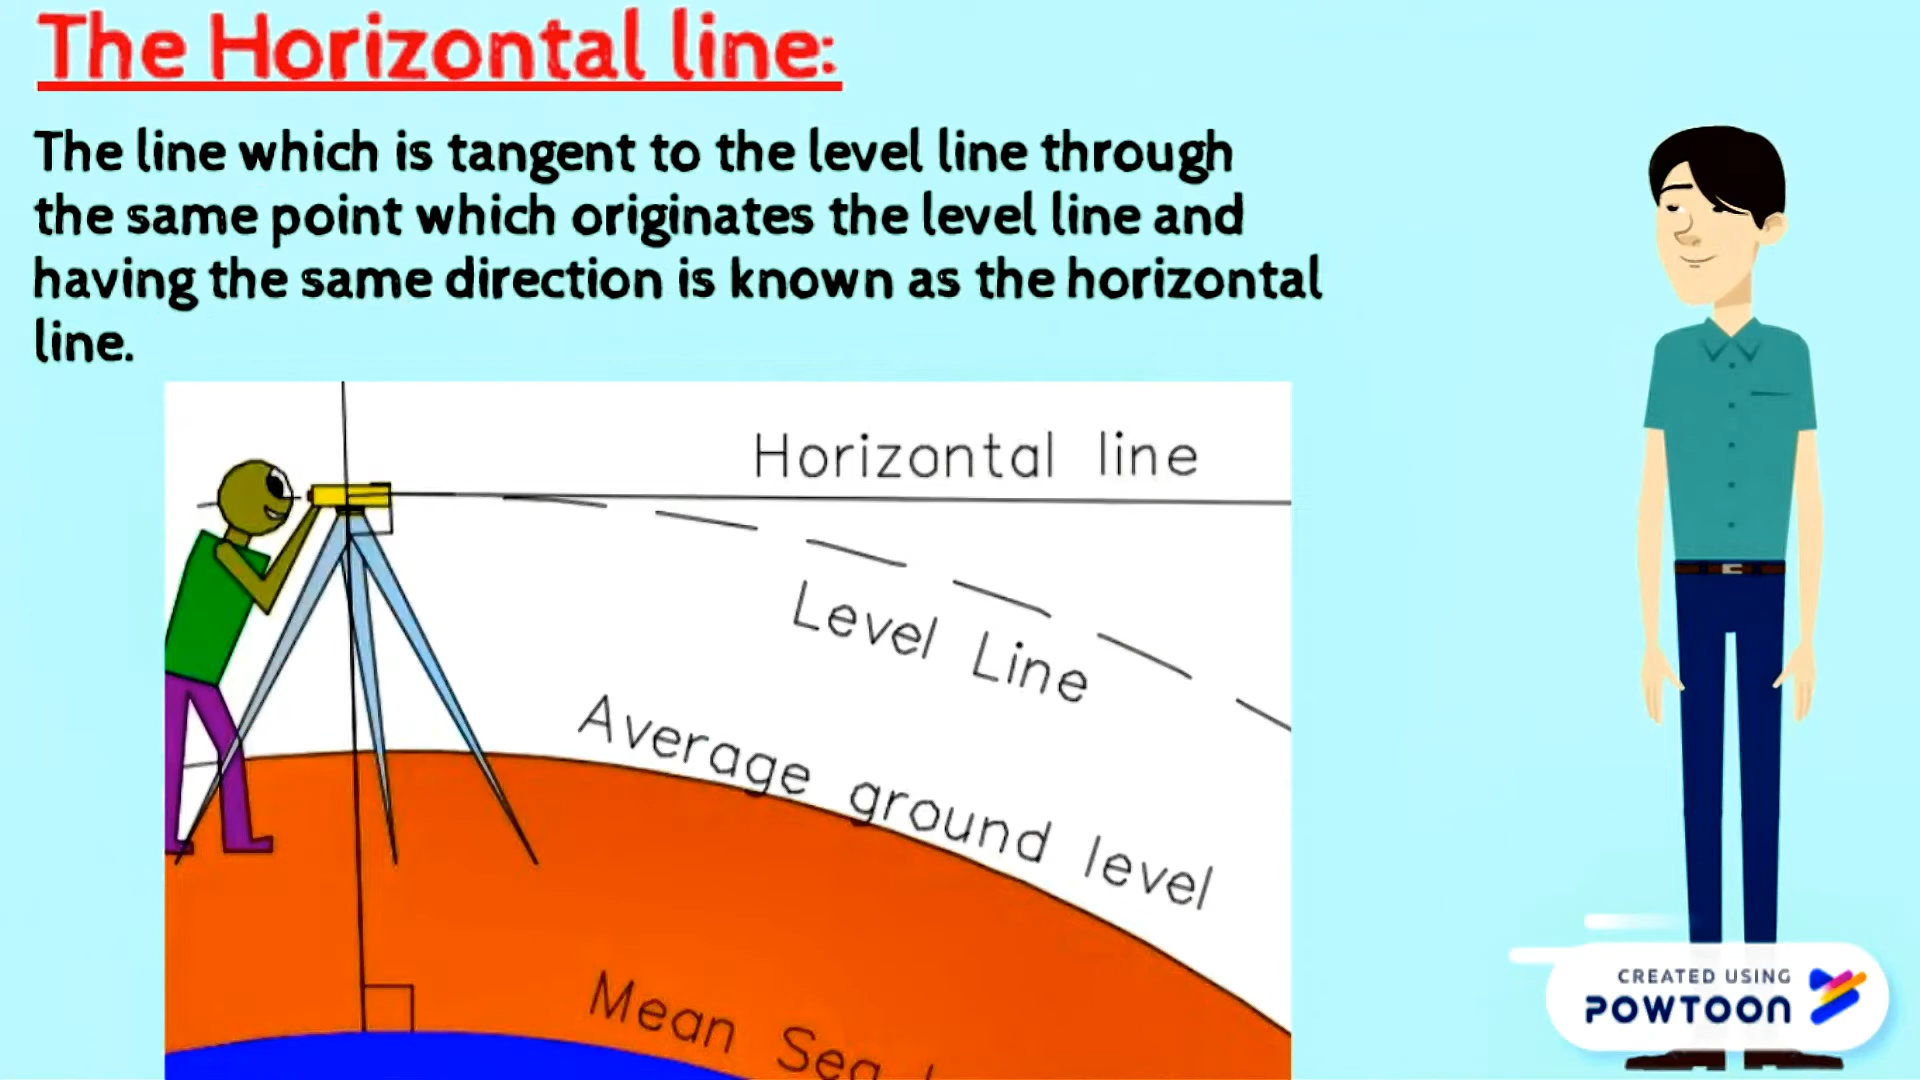 The Horizontal line:
The line which is tangent to the level line through
the same point which originates the level line and
having the same direction is known as the horizontal
line.
Horizontal line
Level Line
Average ground level
Mean Sea
CREATED USING
POWTOON